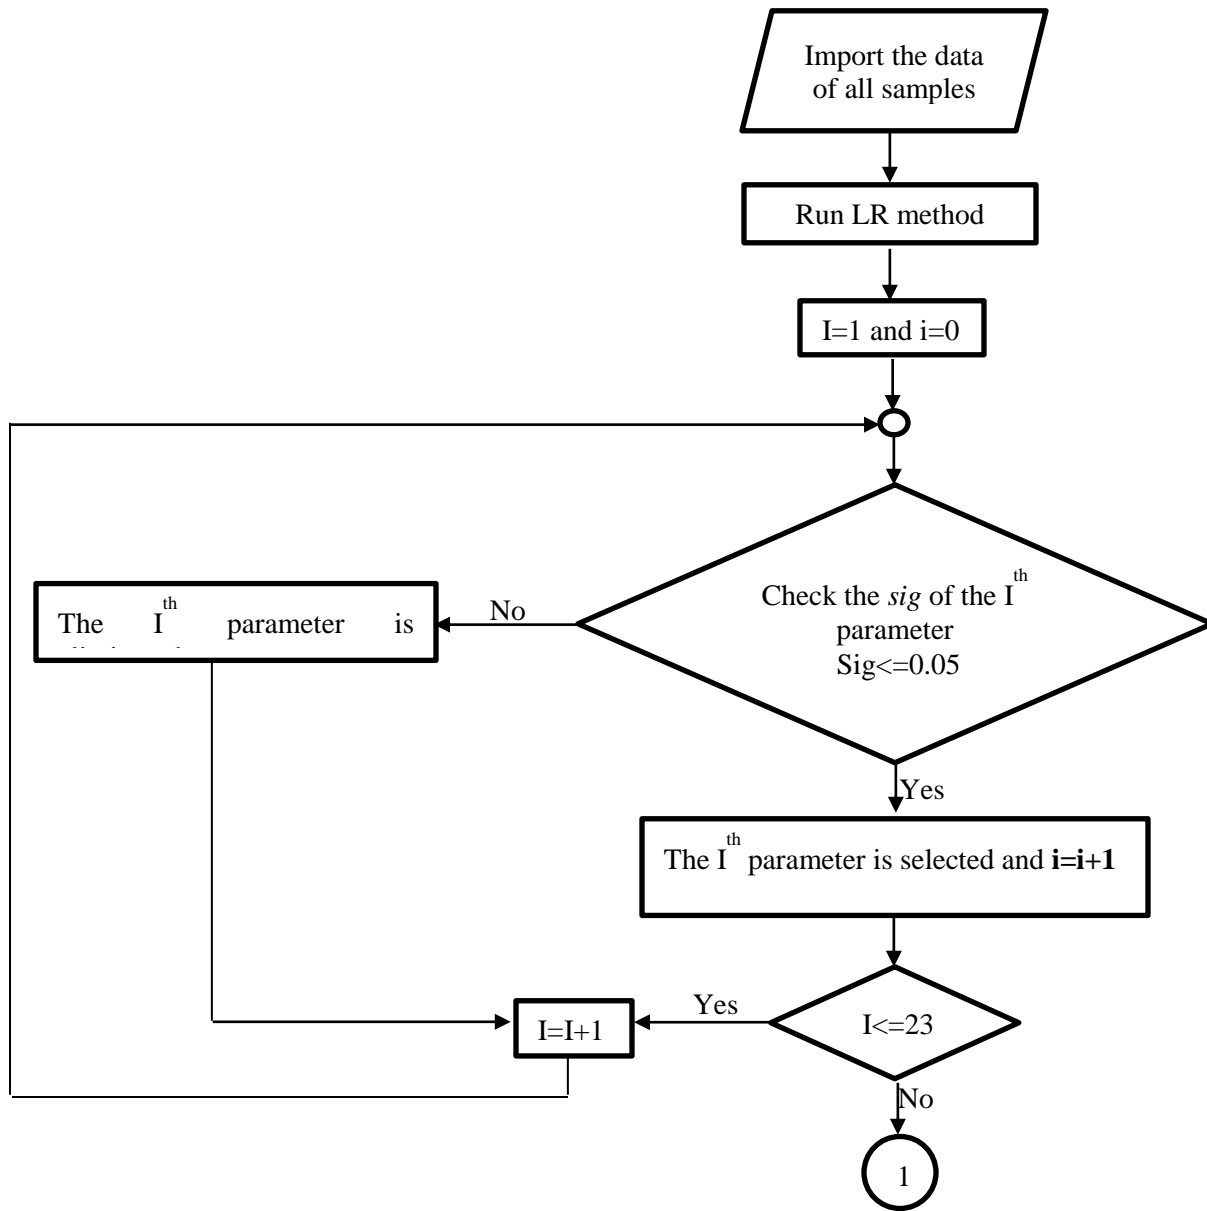 Import the data
of all samples
Run LR method
I=1 and i=0
Check the sig of the Ith
parameter
Sig<=0.05
No
The Ith parameter is
Yes
The Ith parameter is selected and i=i+1
I<=23
Yes
I=I+1
No
1